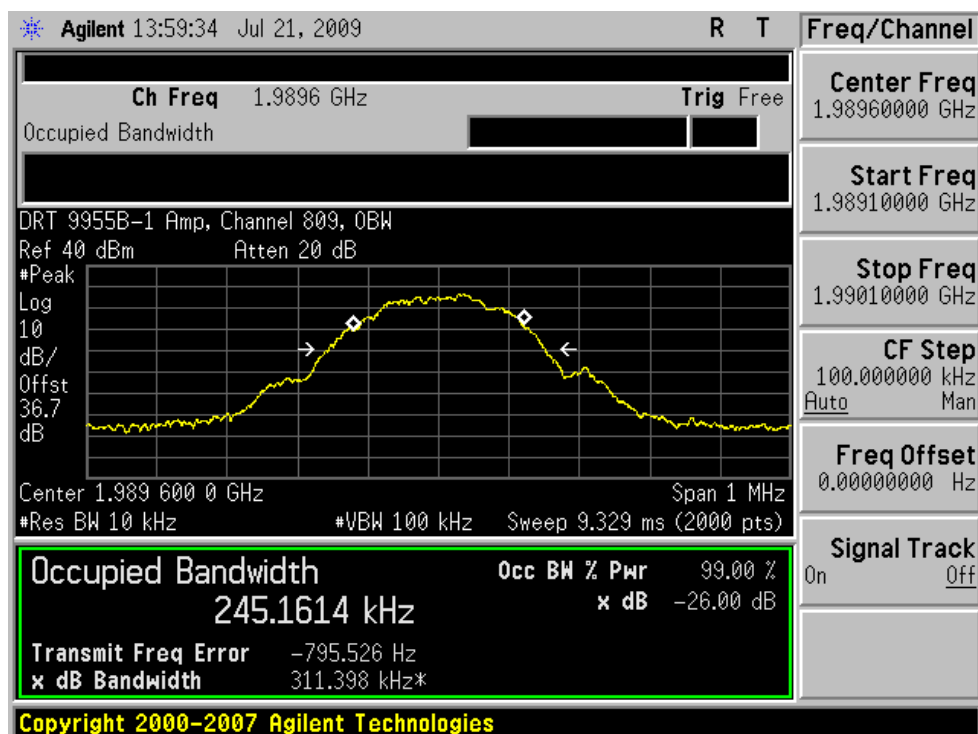 Agilent 13:59:34 Jul 21, 2009 R T
Ch Freq 1.9896 GHz Trig Free
Occupied Bandwidth
DRT 9955B-1 Amp, Channel 809, OBW
Ref 40 dBm Atten 20 dB
#Peak
Log
10
dB/
Offst
36.7
dB
Center 1.989 600 0 GHz Span 1 MHz
#Res BW 10 kHz #VBW 100 kHz Sweep 9.329 ms (2000 pts)
Occupied Bandwidth
245.1614 kHz
Occ BW % Pwr 99.00 %
x dB -26.00 dB
Transmit Freq Error -795.526 Hz
x dB Bandwidth 311.398 kHz*
Copyright 2000-2007 Agilent Technologies
Freq/Channel
Center Freq
1.98960000 GHz
Start Freq
1.98910000 GHz
Stop Freq
1.99010000 GHz
CF Step
100.000000 kHz
Auto Man
Freq Offset
0.00000000 Hz
Signal Track
On Off